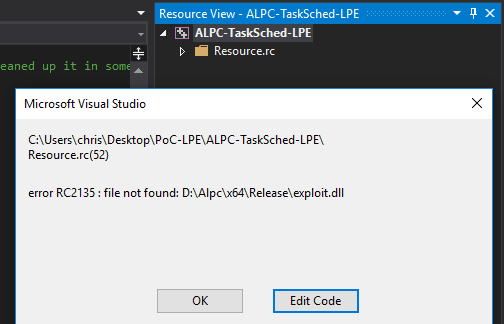 Resource View - ALPC-TaskSched-LPE
ALPC-TaskSched-LPE
Resource.rc
eaned up it in some
Microsoft Visual Studio
C:\Users\chris\Desktop\PoC-LPE\ALPC-TaskSched-LPE\
Resource.rc(52)
error RC2135 : file not found: D:\Alpc\x64\Release\exploit.dll
OK
Edit Code